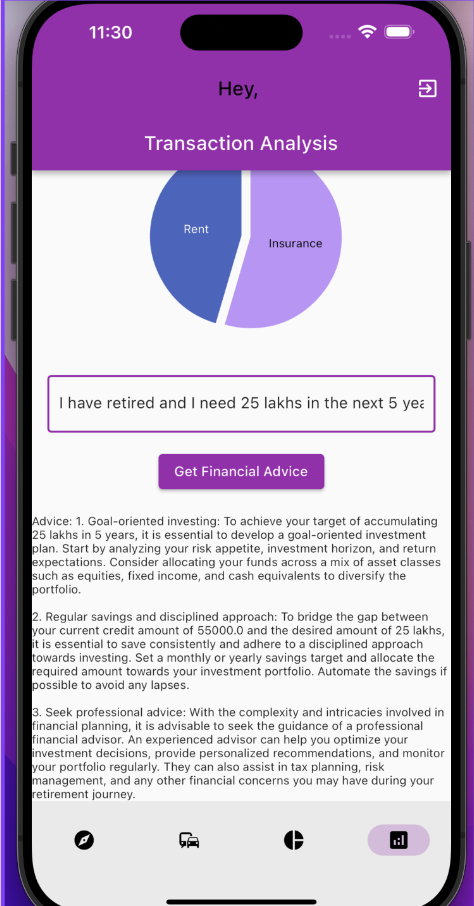 11:30
Hey,
Transaction Analysis
Rent
Insurance
I have retired and I need 25 lakhs in the next 5 yea
Get Financial Advice
Advice: 1. Goal-oriented investing: To achieve your target of accumulating
25 lakhs in 5 years, it is essential to develop a goal-oriented investment
plan. Start by analyzing your risk appetite, investment horizon, and return
expectations. Consider allocating your funds across a mix of asset classes
such as equities, fixed income, and cash equivalents to diversify the
portfolio.
2. Regular savings and disciplined approach: To bridge the gap between
your current credit amount of 55000.0 and the desired amount of 25 lakhs,
it is essential to save consistently and adhere to a disciplined approach
towards investing. Set a monthly or yearly savings target and allocate the
required amount towards your investment portfolio. Automate the savings if
possible to avoid any lapses.
3. Seek professional advice: With the complexity and intricacies involved in
financial planning, it is advisable to seek the guidance of a professional
financial advisor. An experienced advisor can help you optimize your
investment decisions, provide personalized recommendations, and monitor
your portfolio regularly. They can also assist in tax planning, risk
management, and any other financial concerns you may have during your
retirement journey.